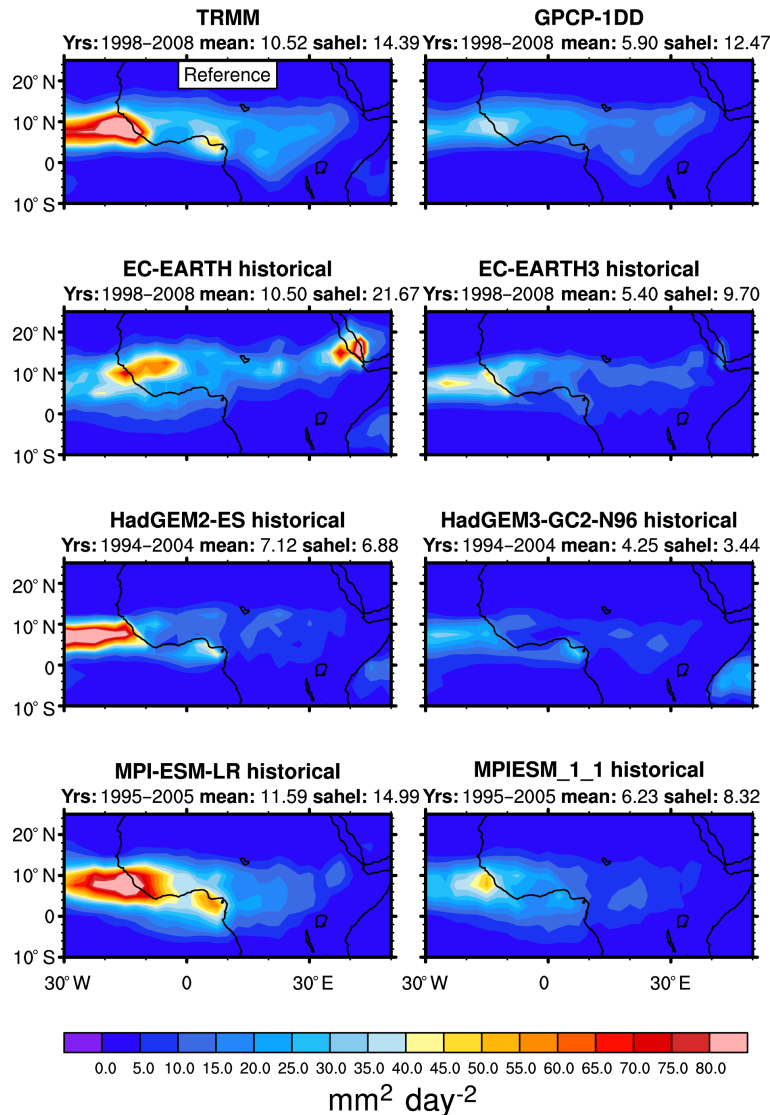 TRMM
Yrs: 1998–2008 mean: 10.52 sahel: 14.39
Reference
20° N
10° N
0
10° S
GPCP-1DD
Yrs: 1998–2008 mean: 5.90 sahel: 12.47
EC-EARTH historical
Yrs: 1998–2008 mean: 10.50 sahel: 21.67
20° N
10° N
0
10° S
EC-EARTH3 historical
Yrs: 1998–2008 mean: 5.40 sahel: 9.70
HadGEM2-ES historical
Yrs: 1994–2004 mean: 7.12 sahel: 6.88
20° N
10° N
0
10° S
HadGEM3-GC2-N96 historical
Yrs: 1994–2004 mean: 4.25 sahel: 3.44
MPI-ESM-LR historical
Yrs: 1995–2005 mean: 11.59 sahel: 14.99
20° N
10° N
0
10° S
30° W 0 30° E
MPIESM_1_1 historical
Yrs: 1995–2005 mean: 6.23 sahel: 8.32
30° W 0 30° E
0.0 5.0 10.0 15.0 20.0 25.0 30.0 35.0 40.0 45.0 50.0 55.0 60.0 65.0 70.0 75.0 80.0
mm² day⁻²